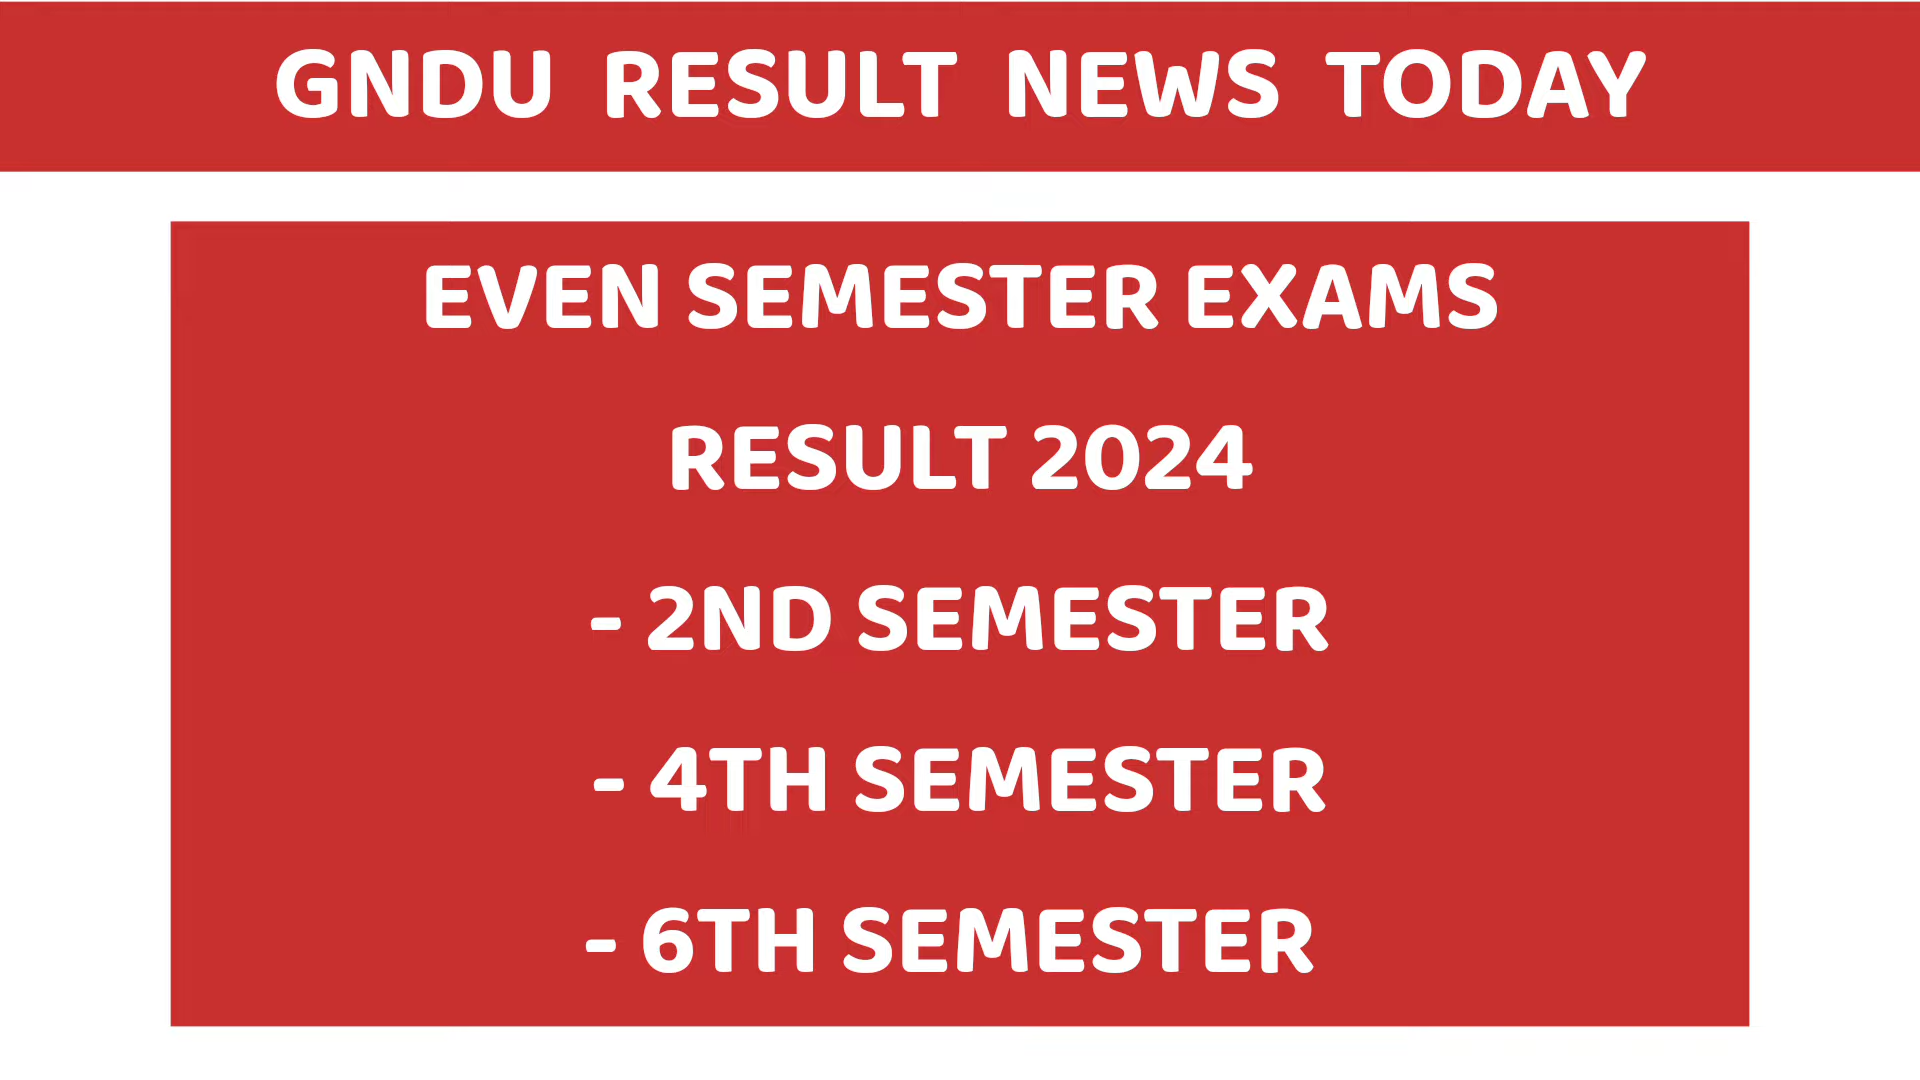 GNDU RESULT NEWS TODAY
EVEN SEMESTER EXAMS
RESULT 2024
- 2ND SEMESTER
- 4TH SEMESTER
- 6TH SEMESTER